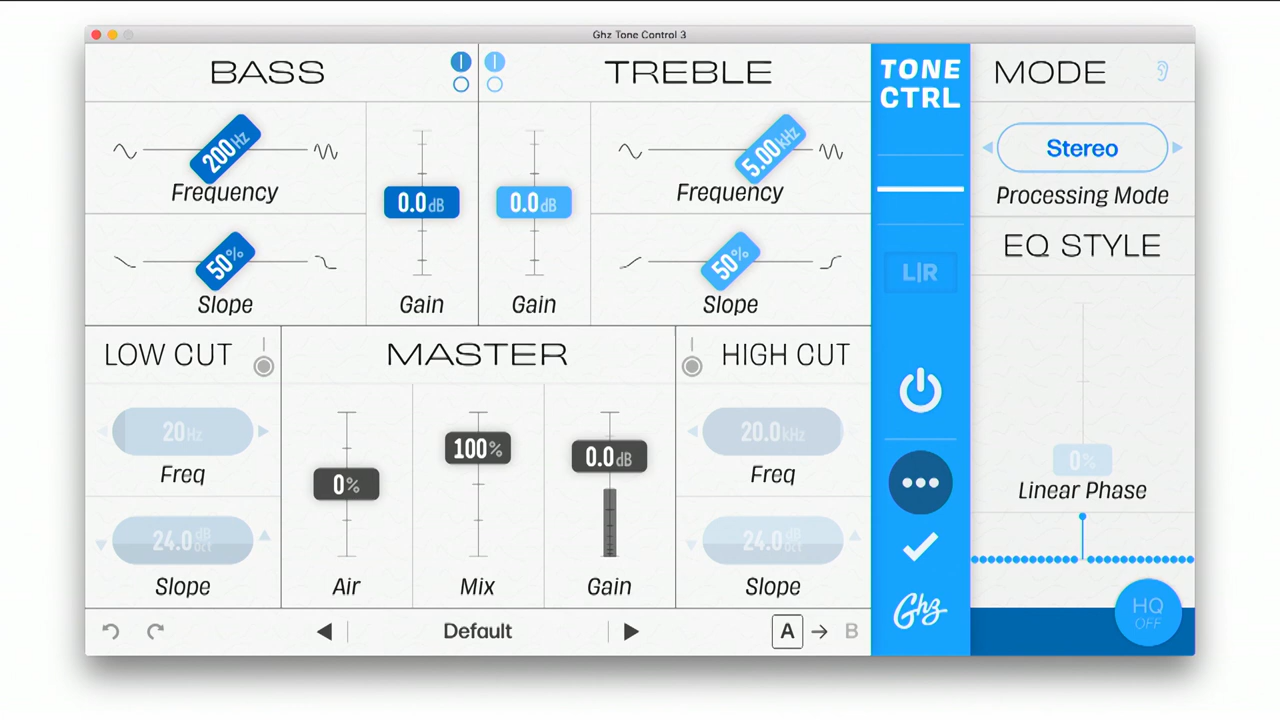 Ghz Tone Control 3
BASS
TREBLE
TONE
CTRL
MODE
200Hz
Frequency
0.0dB
0.0dB
5.00kHz
Frequency
Stereo
Processing Mode
EQ STYLE
50%
Slope
Gain
Gain
50%
Slope
L|R
LOW CUT
MASTER
HIGH CUT
20Hz
Freq
0%
100%
0.0dB
20.0kHz
Freq
0%
Linear Phase
24.0dB
oct
Slope
Air
Mix
Gain
24.0dB
oct
Slope
Default
A
B
Ghz
HQ
OFF